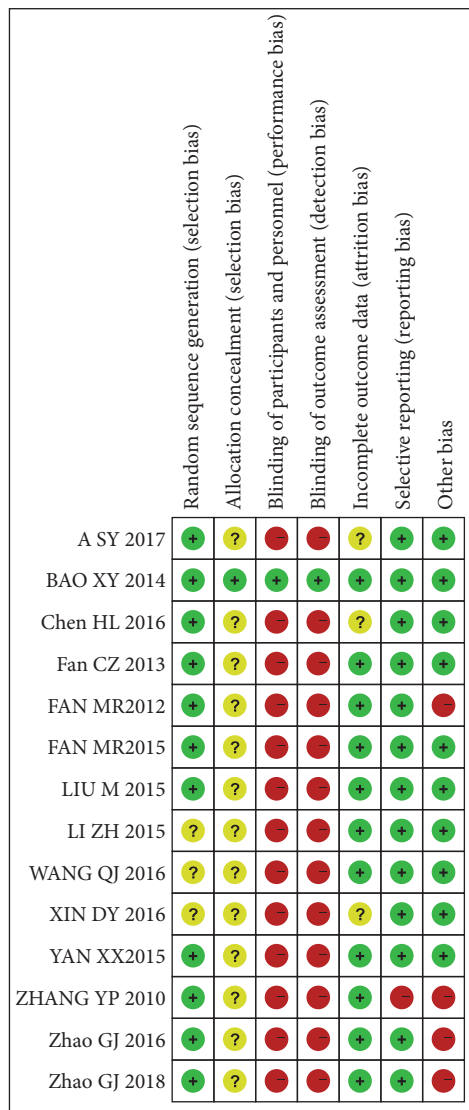 Random sequence generation (selection bias)
Allocation concealment (selection bias)
Blinding of participants and personnel (performance bias)
Blinding of outcome assessment (detection bias)
Incomplete outcome data (attrition bias)
Selective reporting (reporting bias)
Other bias
A SY 2017 + ? – – ? + +
BAO XY 2014 + + + + + + +
Chen HL 2016 + ? – – ? + +
Fan CZ 2013 + ? – – + + +
FAN MR2012 + ? – – + + –
FAN MR2015 + ? – – + + +
LIU M 2015 + ? – – + + +
LI ZH 2015 ? ? – – + + +
WANG QJ 2016 ? ? – – + + +
XIN DY 2016 ? ? – – ? + +
YAN XX2015 + ? – – + + +
ZHANG YP 2010 + ? – – + – –
Zhao GJ 2016 + ? – – + + –
Zhao GJ 2018 + ? – – + + –